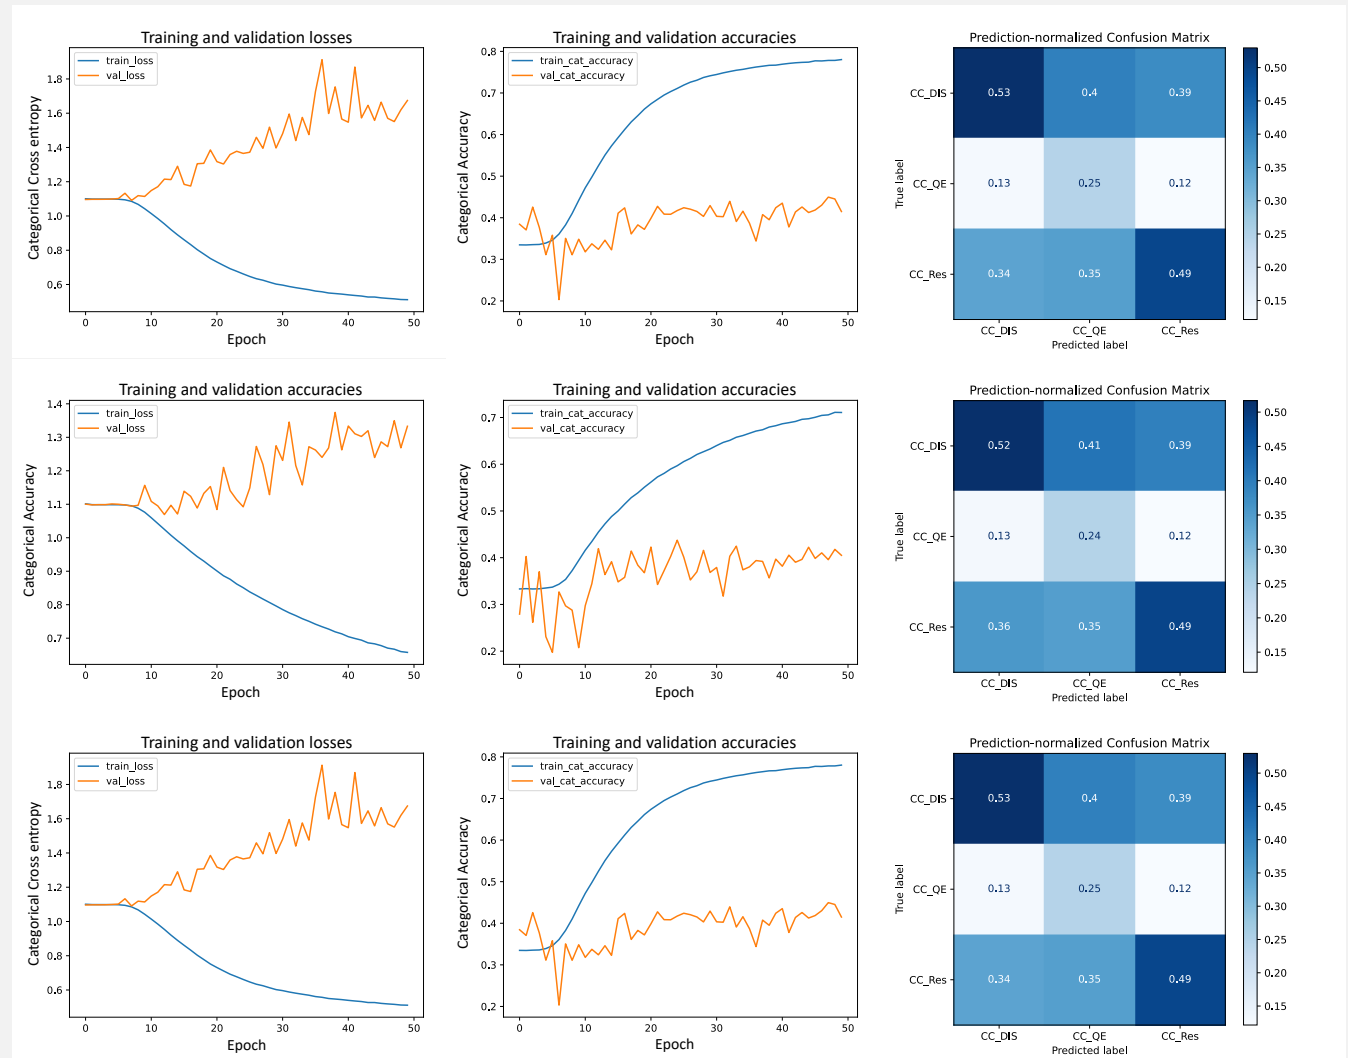 Training and validation losses
train_loss
val_loss
Categorical Cross entropy
1.8
1.6
1.4
1.2
1.0
0.8
0.6
0 10 20 30 40 50
Epoch
Training and validation accuracies
train_cat_accuracy
val_cat_accuracy
Categorical Accuracy
0.8
0.7
0.6
0.5
0.4
0.3
0.2
0 10 20 30 40 50
Epoch
Prediction-normalized Confusion Matrix
True label
CC_DIS 0.53 0.4 0.39
CC_QE 0.13 0.25 0.12
CC_Res 0.34 0.35 0.49
CC_DIS CC_QE CC_Res
Predicted label
0.50
0.45
0.40
0.35
0.30
0.25
0.20
0.15
Training and validation accuracies
train_loss
val_loss
Categorical Accuracy
1.4
1.3
1.2
1.1
1.0
0.9
0.8
0.7
0 10 20 30 40 50
Epoch
Training and validation accuracies
train_cat_accuracy
val_cat_accuracy
Categorical Accuracy
0.7
0.6
0.5
0.4
0.3
0.2
0 10 20 30 40 50
Epoch
Prediction-normalized Confusion Matrix
True label
CC_DIS 0.52 0.41 0.39
CC_QE 0.13 0.24 0.12
CC_Res 0.36 0.35 0.49
CC_DIS CC_QE CC_Res
Predicted label
0.50
0.45
0.40
0.35
0.30
0.25
0.20
0.15
Training and validation losses
train_loss
val_loss
Categorical Cross entropy
1.8
1.6
1.4
1.2
1.0
0.8
0.6
0 10 20 30 40 50
Epoch
Training and validation accuracies
train_cat_accuracy
val_cat_accuracy
Categorical Accuracy
0.8
0.7
0.6
0.5
0.4
0.3
0.2
0 10 20 30 40 50
Epoch
Prediction-normalized Confusion Matrix
True label
CC_DIS 0.53 0.4 0.39
CC_QE 0.13 0.25 0.12
CC_Res 0.34 0.35 0.49
CC_DIS CC_QE CC_Res
Predicted label
0.50
0.45
0.40
0.35
0.30
0.25
0.20
0.15